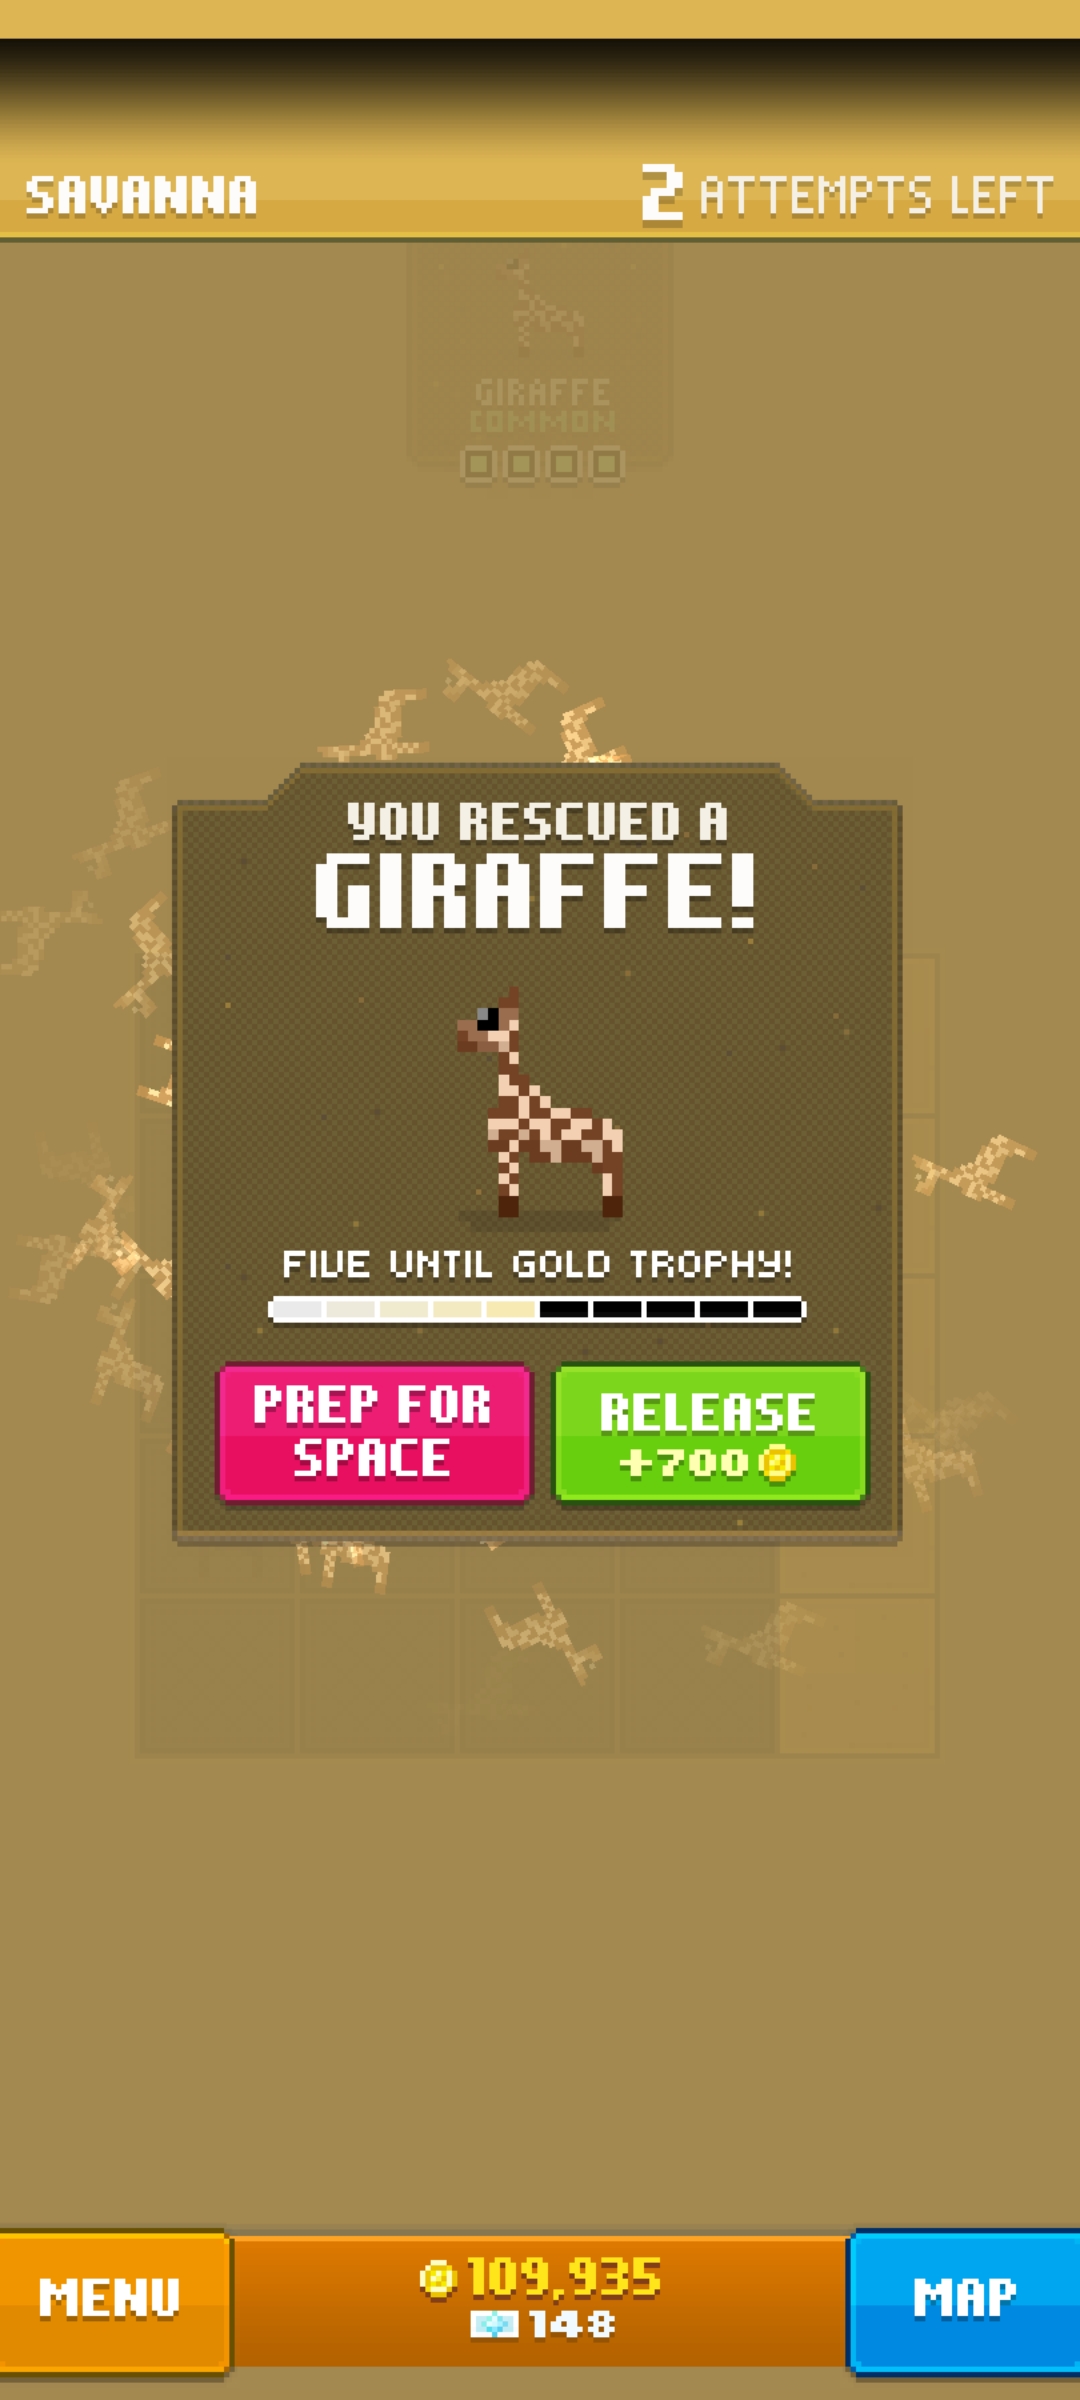 SAVANNA
2 ATTEMPTS LEFT
GIRAFFE
COMMON
YOU RESCUED A
GIRAFFE!
FIVE UNTIL GOLD TROPHY!
PREP FOR
SPACE
RELEASE
+700
MENU
109,935
148
MAP